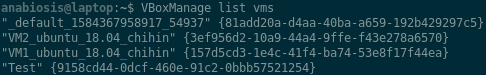 anabiosis@laptop:~$ VBoxManage list vms
"_default_1584367958917_54937" {81add20a-d4aa-40ba-a659-192b429297c5}
"VM2_ubuntu_18.04_chihin" {3ef956d2-10a9-44a4-9ffe-f43e278a6570}
"VM1_ubuntu_18.04_chihin" {157d5cd3-1e4c-41f4-ba74-53e8f17f44ea}
"Test" {9158cd44-0dcf-460e-91c2-0bbb57521254}